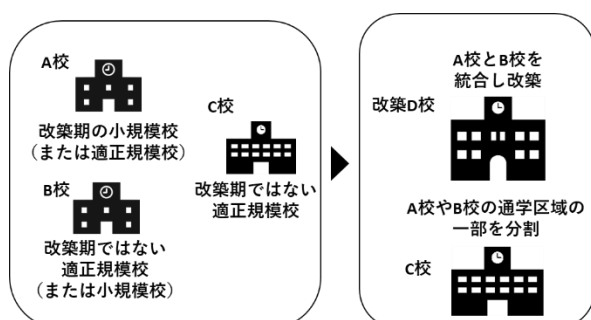 A校
改築期の小規模校
（または適正規模校）
B校
改築期ではない
適正規模校
（または小規模校）
C校
改築期ではない
適正規模校
A校とB校を
統合し改築
改築D校
A校やB校の通学区域の
一部を分割
C校